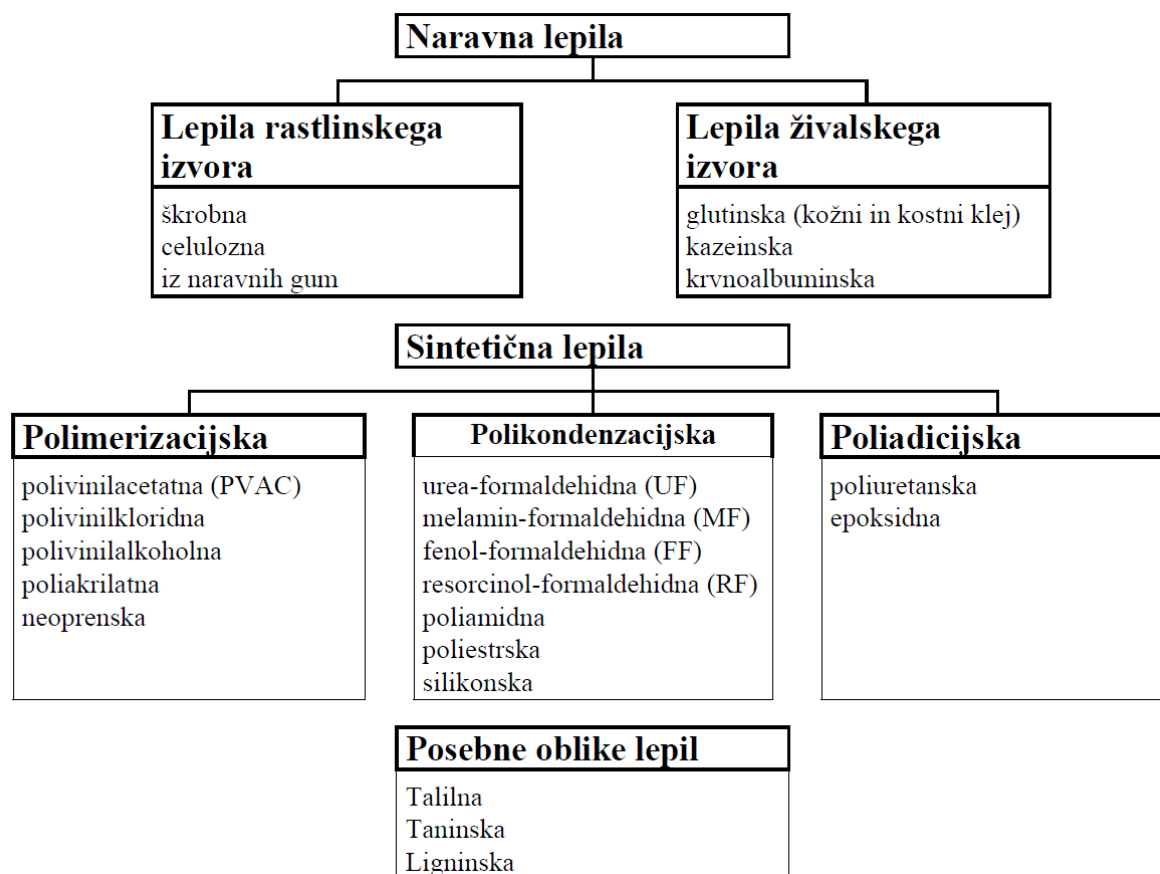 Naravna lepila
Lepila rastlinskega
izvora
škrobna
celulozna
iz naravnih gum
Lepila živalskega
izvora
glutinska (kožni in kostni klej)
kazeinska
krvnoalbuminska
Sintetična lepila
Polimerizacijska
polivinilacetatna (PVAC)
polivinilkloridna
polivinilalkoholna
poliakrilatna
neoprenska
Polikondenzacijska
urea-formaldehidna (UF)
melamin-formaldehidna (MF)
fenol-formaldehidna (FF)
resorcinol-formaldehidna (RF)
poliamidna
poliestrska
silikonska
Poliadicijska
poliuretanska
epoksidna
Posebne oblike lepil
Talilna
Taninska
Ligninska